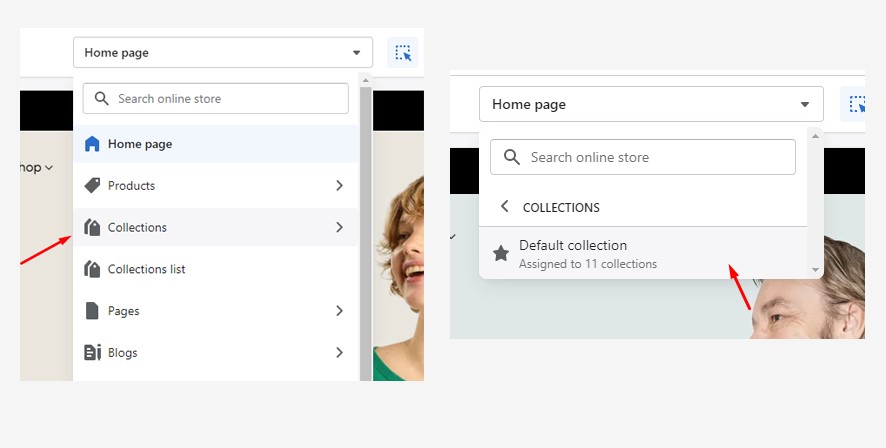 Home page
Search online store
Home page
hop
Products
Collections
Collections list
Pages
Blogs
Home page
Search online store
COLLECTIONS
Default collection
Assigned to 11 collections